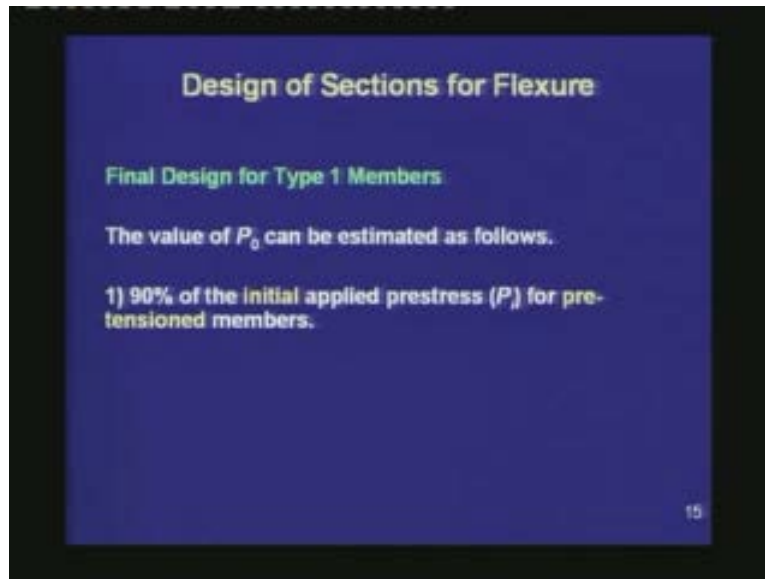 Design of Sections for Flexure
Final Design for Type 1 Members
The value of P₀ can be estimated as follows.
1) 90% of the initial applied prestress (Pᵢ) for pre-
tensioned members.
15